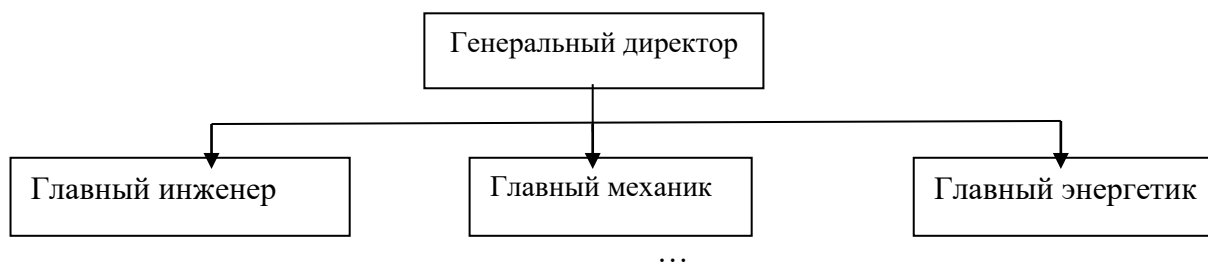 Генеральный директор
Главный инженер
Главный механик
Главный энергетик
…